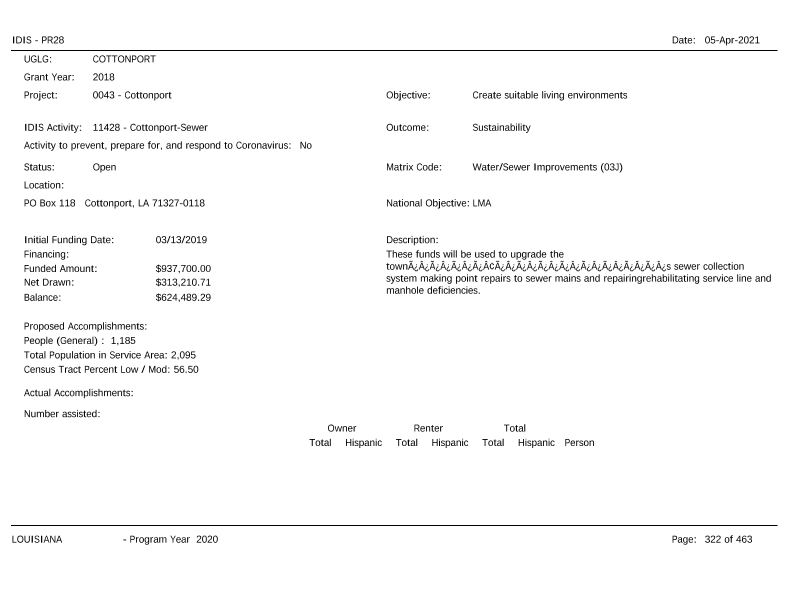 IDIS - PR28 Date: 05-Apr-2021
UGLG: COTTONPORT
Grant Year: 2018
Project: 0043 - Cottonport Objective: Create suitable living environments
IDIS Activity: 11428 - Cottonport-Sewer Outcome: Sustainability
Activity to prevent, prepare for, and respond to Coronavirus: No
Status: Open Matrix Code: Water/Sewer Improvements (03J)
Location:
PO Box 118 Cottonport, LA 71327-0118 National Objective: LMA
Initial Funding Date: 03/13/2019 Description:
Financing: These funds will be used to upgrade the
Funded Amount: $937,700.00 town s sewer collection
Net Drawn: $313,210.71 system making point repairs to sewer mains and repairingrehabilitating service line and
Balance: $624,489.29 manhole deficiencies.
Proposed Accomplishments:
People (General) : 1,185
Total Population in Service Area: 2,095
Census Tract Percent Low / Mod: 56.50
Actual Accomplishments:
Number assisted:
Owner Renter Total
Total Hispanic Total Hispanic Total Hispanic Person
LOUISIANA - Program Year 2020 Page: 322 of 463